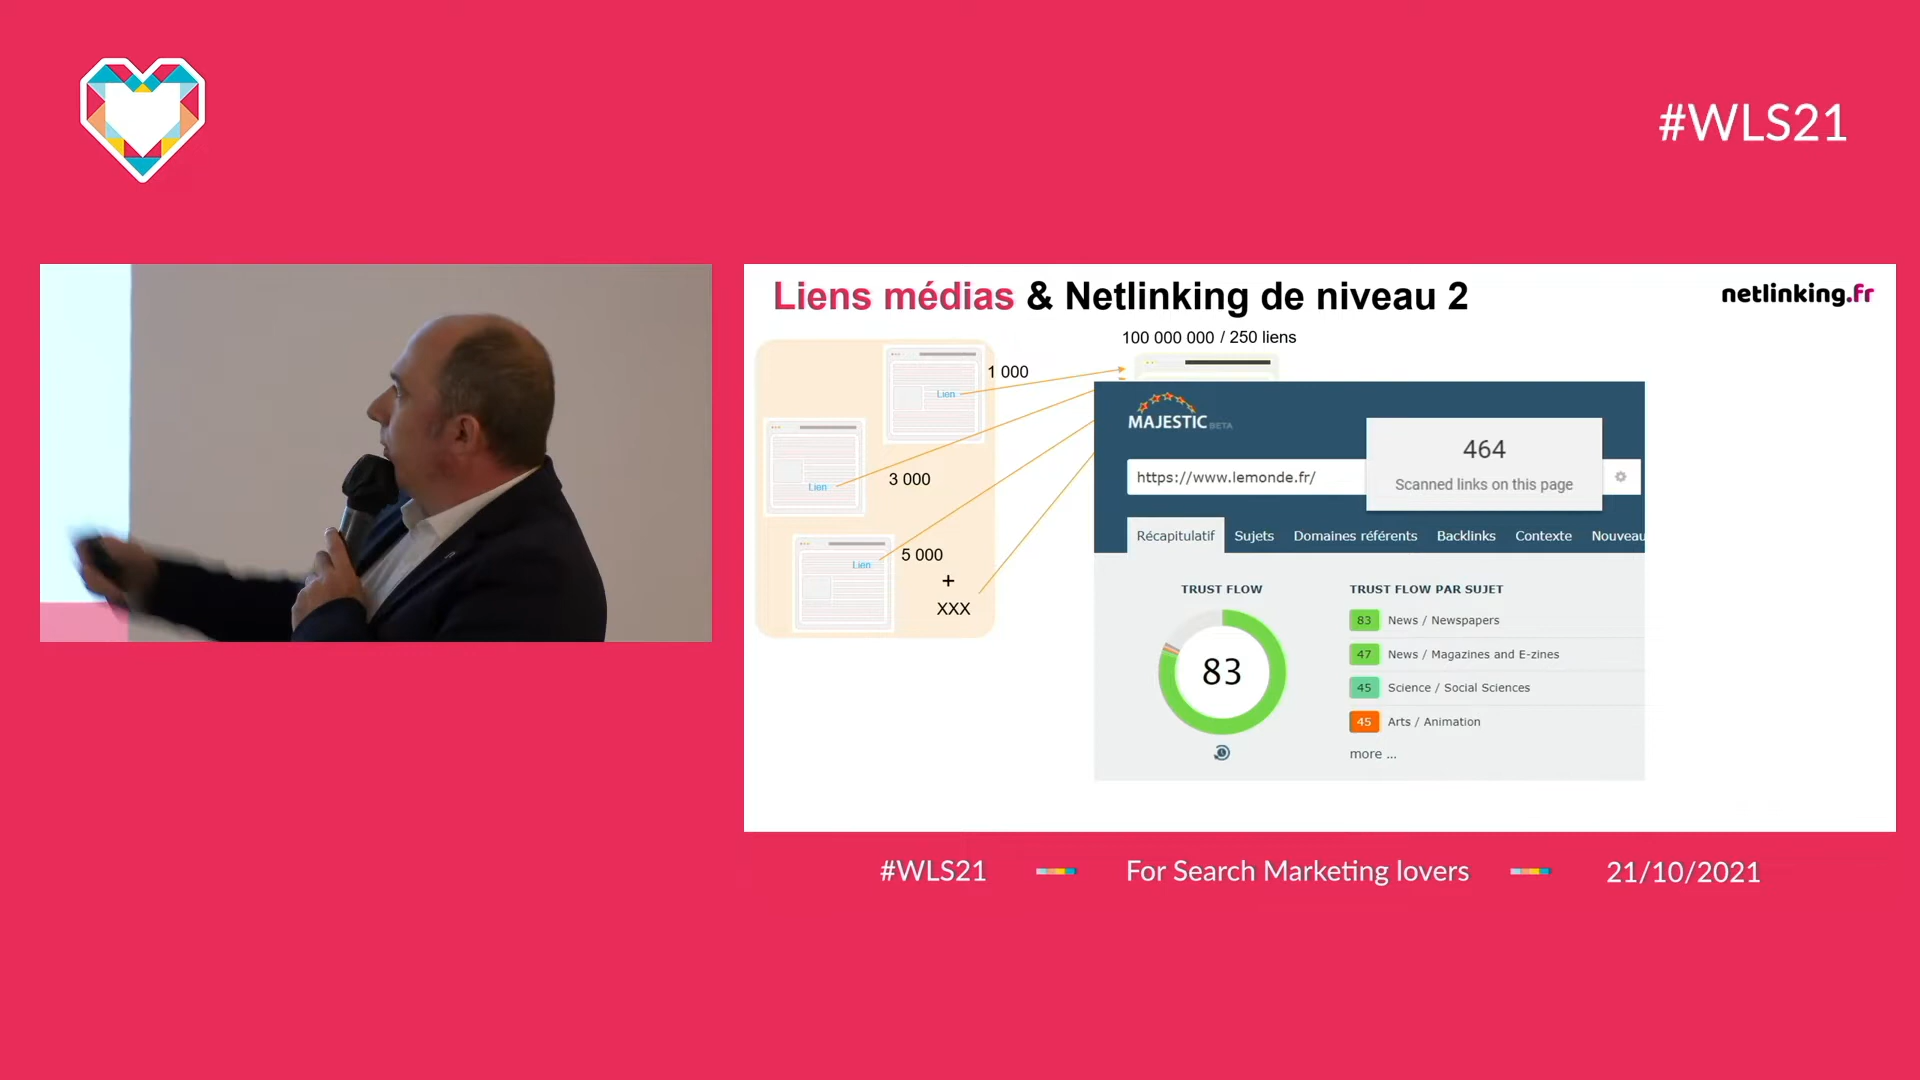 #WLS21
Liens médias & Netlinking de niveau 2
netlinking.fr
100 000 000 / 250 liens
1 000
Lien
3 000
Lien
5 000
Lien
+
XXX
MAJESTIC BETA
464
Scanned links on this page
https://www.lemonde.fr/
Récapitulatif Sujets Domaines référents Backlinks Contexte Nouveau
TRUST FLOW
83
TRUST FLOW PAR SUJET
83 News / Newspapers
47 News / Magazines and E-zines
45 Science / Social Sciences
45 Arts / Animation
more ...
#WLS21 For Search Marketing lovers 21/10/2021